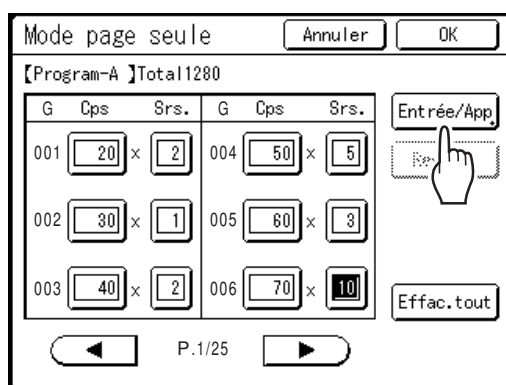 Mode page seule Annuler OK
【Program-A 】Total1280
G Cps Srs. G Cps Srs. Entrée/App
001 20 x 2 004 50 x 5
002 30 x 1 005 60 x 3
003 40 x 2 006 70 x 10 Effac.tout
P.1/25